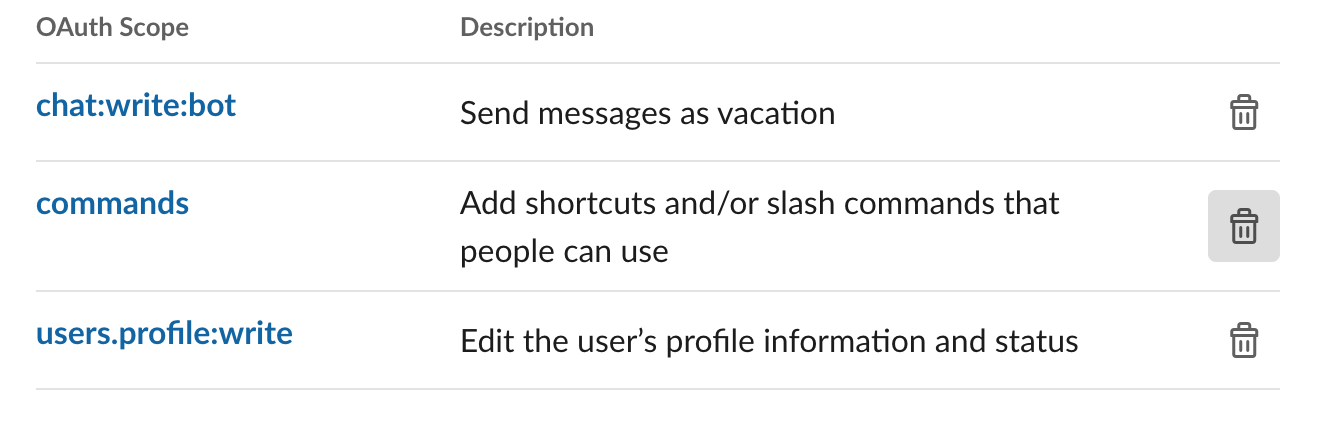 OAuth Scope Description
chat:write:bot Send messages as vacation
commands Add shortcuts and/or slash commands that
people can use
users.profile:write Edit the user’s profile information and status